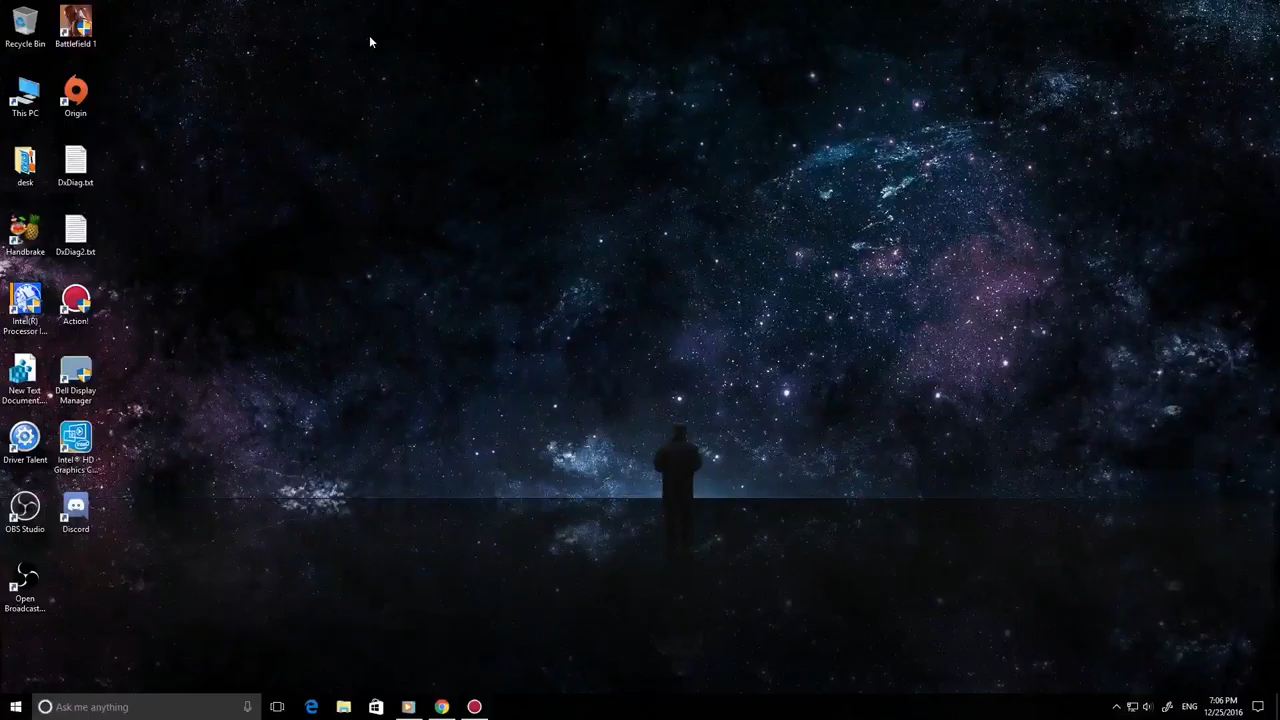 Recycle Bin
Battlefield 1
This PC
Origin
desk
DxDiag.txt
Handbrake
DxDiag2.txt
Intel(R)
Processor I...
Action!
New Text
Document....
Dell Display
Manager
Driver Talent
Intel® HD
Graphics C...
OBS Studio
Discord
Open
Broadcast...
Ask me anything
ENG
7:06 PM
12/25/2016